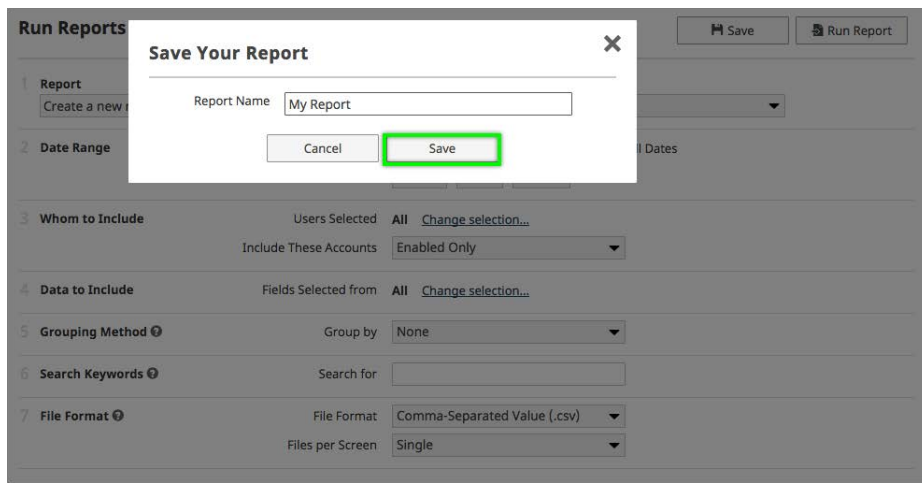 Run Reports
Save
Run Report
Save Your Report
Report Name
My Report
Cancel
Save
1 Report
Create a new
2 Date Range
Dates
3 Whom to Include
Users Selected All Change selection...
Include These Accounts Enabled Only
4 Data to Include
Fields Selected from All Change selection...
5 Grouping Method
Group by None
6 Search Keywords
Search for
7 File Format
File Format Comma-Separated Value (.csv)
Files per Screen Single